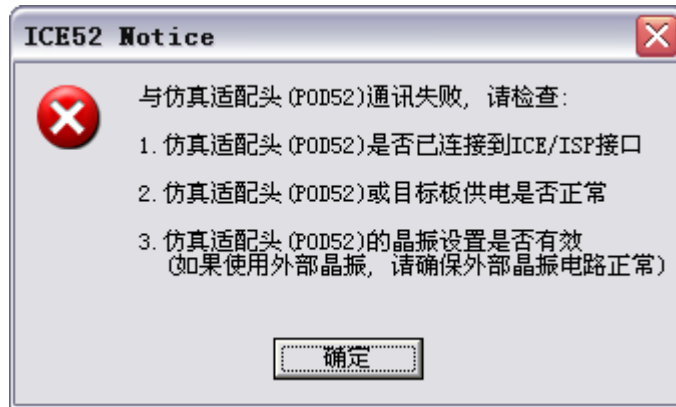 ICE52 Notice
与仿真适配头(POD52)通讯失败, 请检查:
1. 仿真适配头(POD52)是否已连接到ICE/ISP接口
2. 仿真适配头(POD52)或目标板供电是否正常
3. 仿真适配头(POD52)的晶振设置是否有效
(如果使用外部晶振, 请确保外部晶振电路正常)
确定